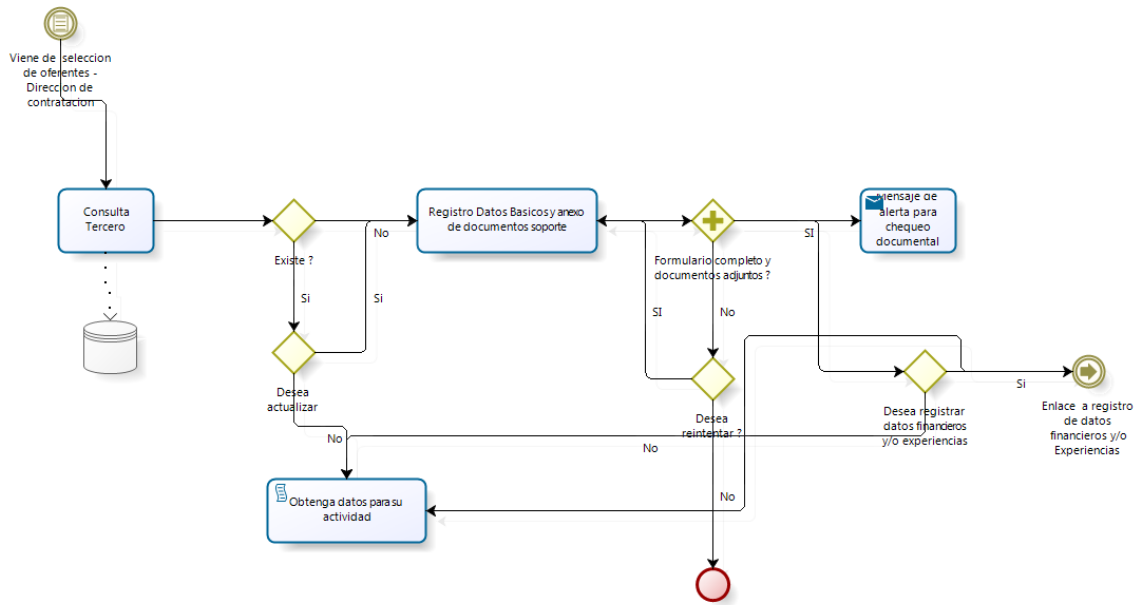 Viene de seleccion
de oferentes -
Direccion de
contratacion
Consulta
Tercero
Existe ?
No
Si
Si
Desea
actualizar
No
Registro Datos Basicos y anexo
de documentos soporte
Formulario completo y
documentos adjuntos ?
SI
Mensaje de
alerta para
chequeo
documental
SI
No
Desea
reintentar ?
Desea registrar
datos financieros
y/o experiencias
Si
Enlace a registro
de datos
financieros y/o
Experiencias
No
No
Obtenga datos para su
actividad